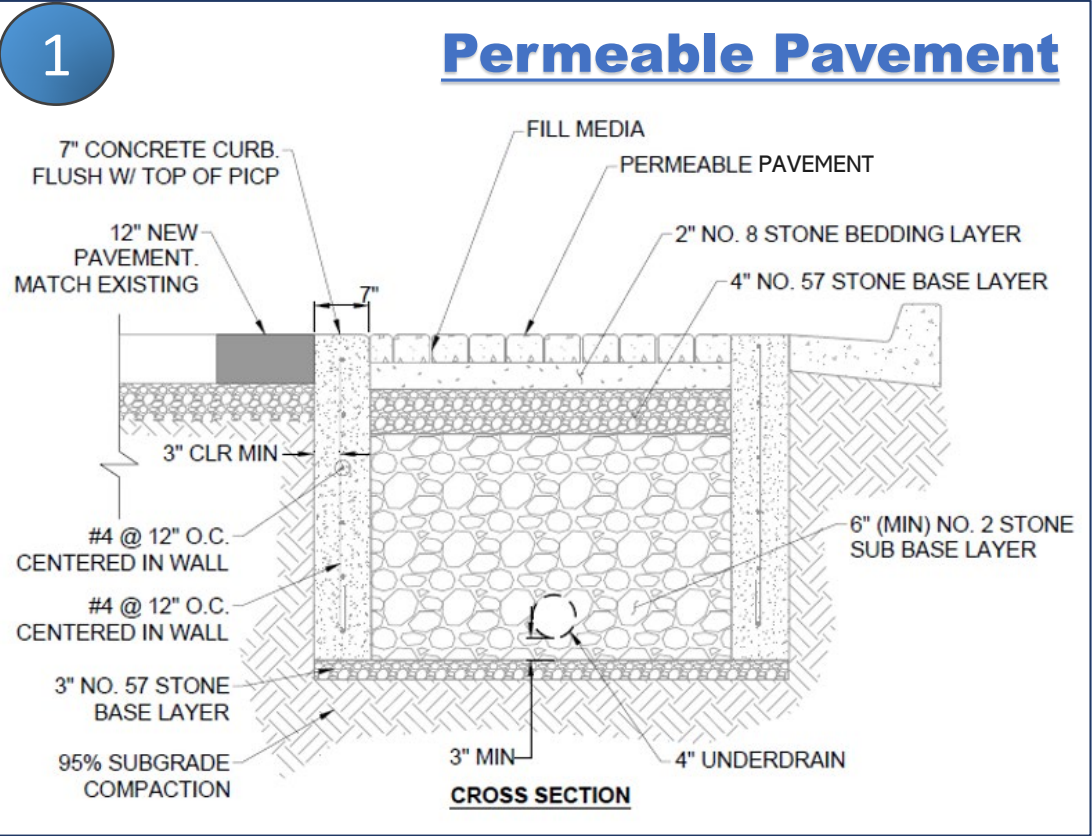 1
Permeable Pavement
FILL MEDIA
7" CONCRETE CURB.
FLUSH W/ TOP OF PICP
PERMEABLE PAVEMENT
12" NEW
PAVEMENT.
MATCH EXISTING
2" NO. 8 STONE BEDDING LAYER
4" NO. 57 STONE BASE LAYER
7"
3" CLR MIN
#4 @ 12" O.C.
CENTERED IN WALL
6" (MIN) NO. 2 STONE
SUB BASE LAYER
#4 @ 12" O.C.
CENTERED IN WALL
3" NO. 57 STONE
BASE LAYER
95% SUBGRADE
COMPACTION
3" MIN
4" UNDERDRAIN
CROSS SECTION